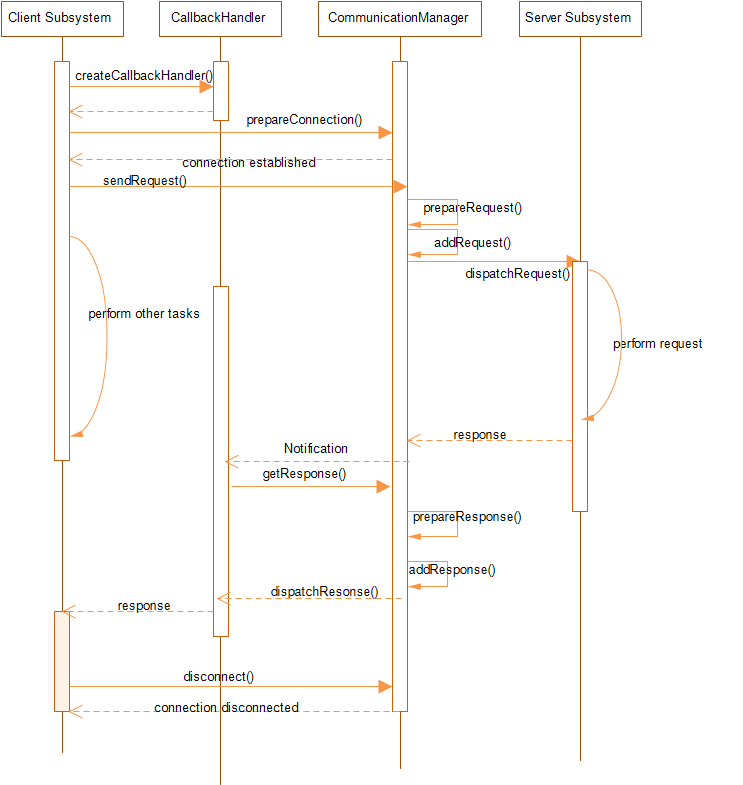 Client Subsystem
CallbackHandler
CommunicationManager
Server Subsystem
createCallbackHandler()
prepareConnection()
connection established
sendRequest()
prepareRequest()
addRequest()
dispatchRequest()
perform other tasks
perform request
response
Notification
getResponse()
prepareResponse()
addResponse()
dispatchResonse()
response
disconnect()
connection disconnected